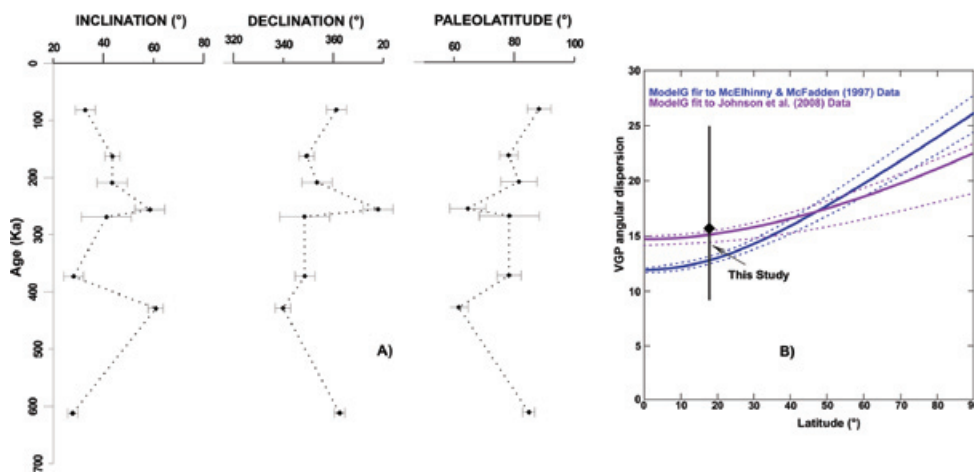 INCLINATION (°)
20 40 60 80
DECLINATION (°)
320 340 360 20
PALEOLATITUDE (°)
60 80 100
Age (Ka)
0
100
200
300
400
500
600
700
A)
VGP angular dispersion
30
25
20
15
10
5
0
ModelG fir to McElhinny & McFadden (1997) Data
ModelG fit to Johnson et al. (2008) Data
This Study
B)
0 10 20 30 40 50 60 70 80 90
Latitude (°)